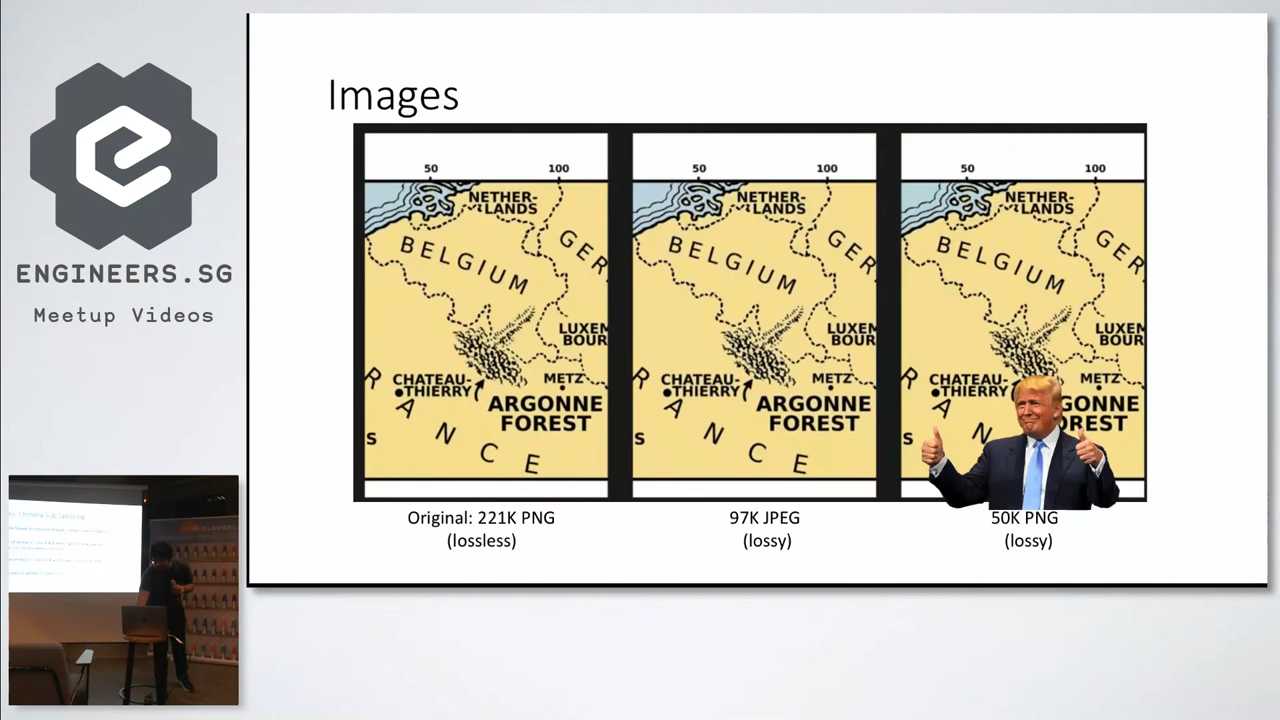 ENGINEERS.SG
Meetup Videos
Images
50 100
NETHER-
LANDS
BELGIUM
GER
LUXEM
BOUR
CHATEAU-
THIERRY
METZ
R
ARGONNE
FOREST
A N C E
S
50 100
NETHER-
LANDS
BELGIUM
GER
LUXEM
BOUR
CHATEAU-
THIERRY
METZ
R
ARGONNE
FOREST
A N C E
S
50 100
NETHER-
LANDS
BELGIUM
GER
LUXEM
BOUR
CHATEAU-
THIERRY
METZ
R
GONNE
OREST
A N
S
Original: 221K PNG
(lossless)
97K JPEG
(lossy)
50K PNG
(lossy)